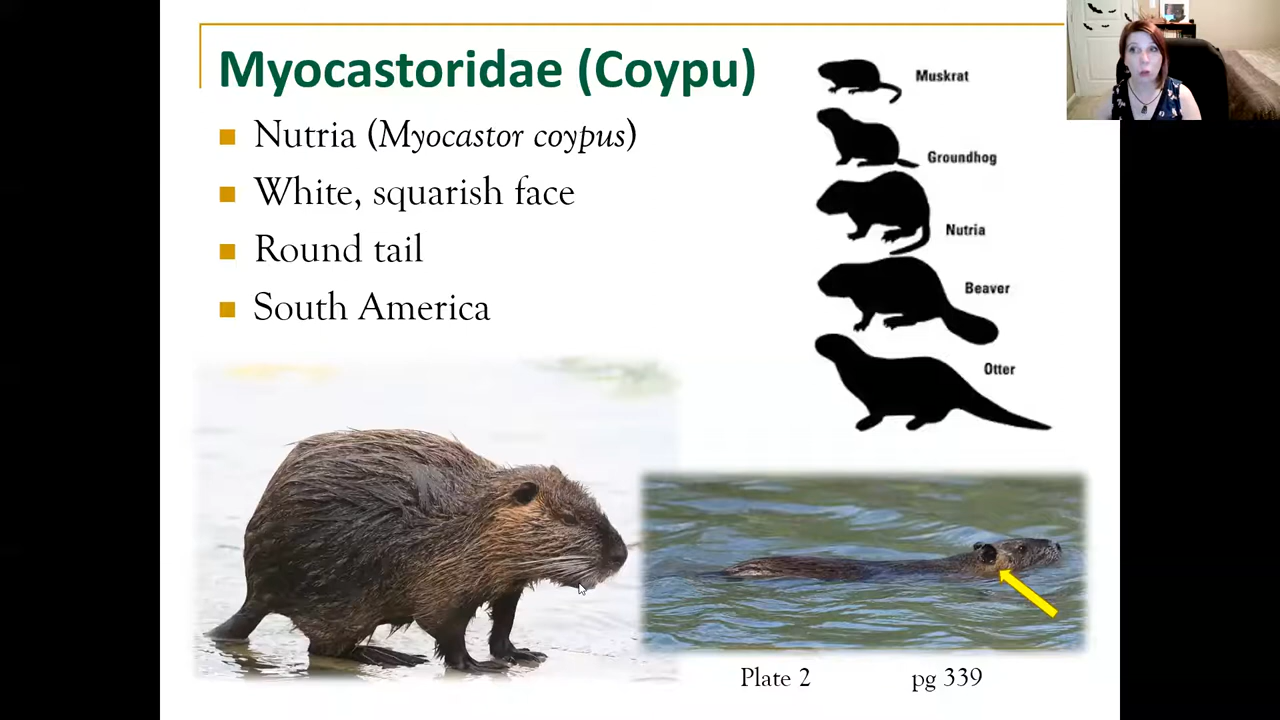 Myocastoridae (Coypu)
Nutria (Myocastor coypus)
White, squarish face
Round tail
South America
Muskrat
Groundhog
Nutria
Beaver
Otter
Plate 2
pg 339